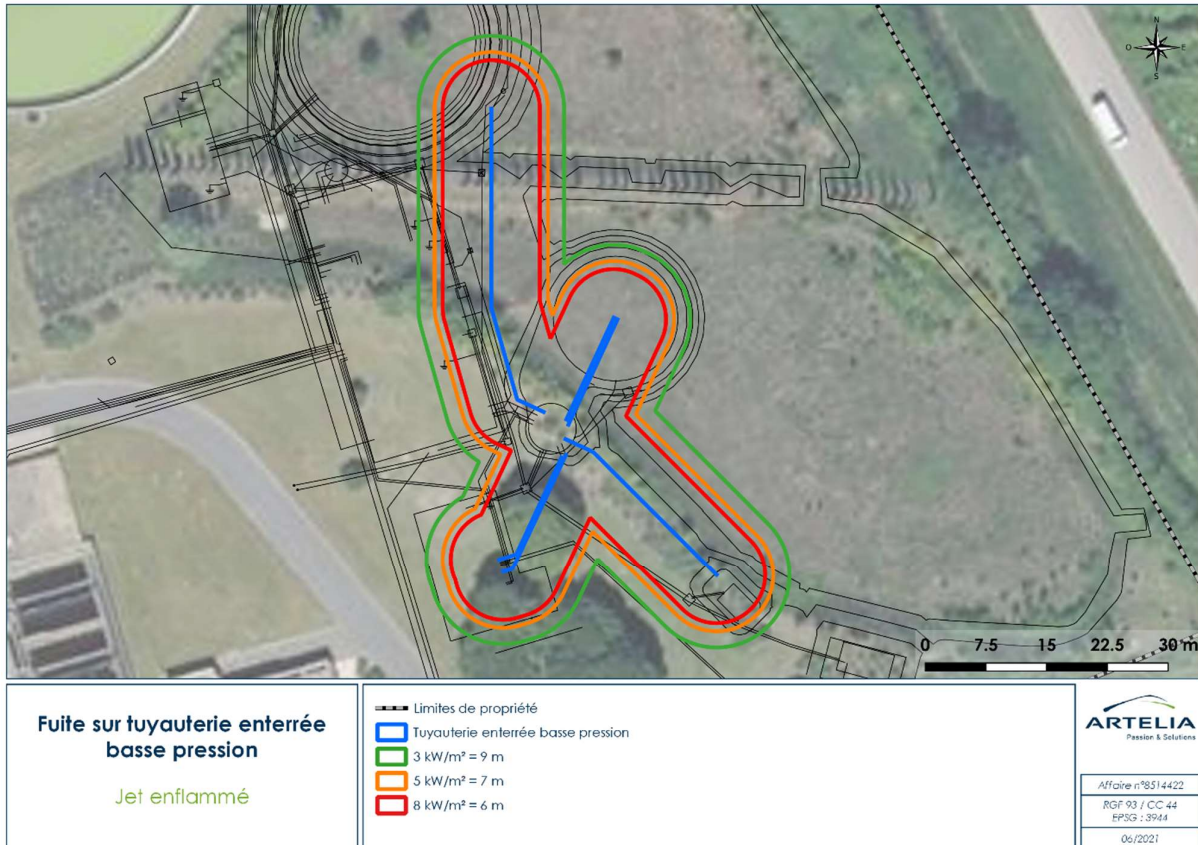 N
O
E
S
0 7.5 15 22.5 30 m
Fuite sur tuyauterie enterrée
basse pression
Jet enflammé
Limites de propriété
Tuyauterie enterrée basse pression
3 kW/m² = 9 m
5 kW/m² = 7 m
8 kW/m² = 6 m
ARTELIA
Passion & Solutions
Affaire n°8514422
RGF 93 / CC 44
EPSG : 3944
06/2021